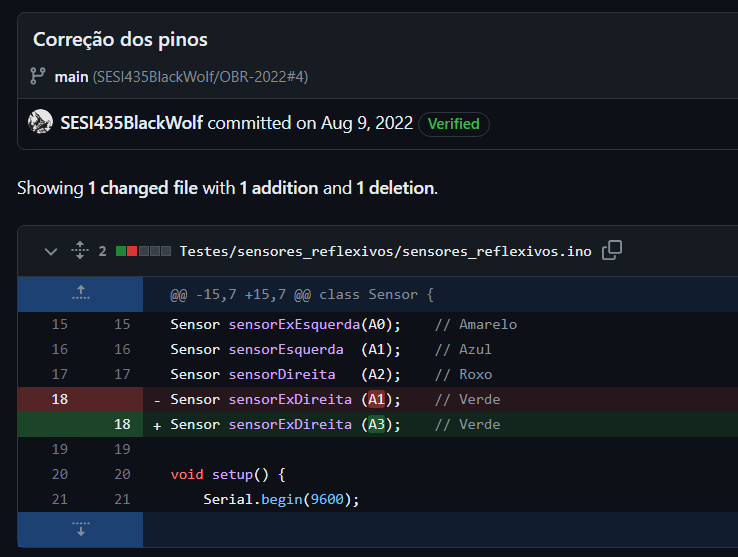 Correção dos pinos
main (SESI435BlackWolf/OBR-2022#4)
SESI435BlackWolf committed on Aug 9, 2022 Verified
Showing 1 changed file with 1 addition and 1 deletion.
2 Testes/sensores_reflexivos/sensores_reflexivos.ino
@@ -15,7 +15,7 @@ class Sensor {
15 15 Sensor sensorExEsquerda(A0); // Amarelo
16 16 Sensor sensorEsquerda (A1); // Azul
17 17 Sensor sensorDireita (A2); // Roxo
18 - Sensor sensorExDireita (A1); // Verde
18 + Sensor sensorExDireita (A3); // Verde
19 19
20 20 void setup() {
21 21 Serial.begin(9600);